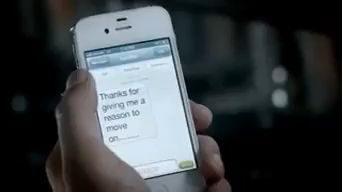 Thanks for
giving me a
reason to
move
on.....